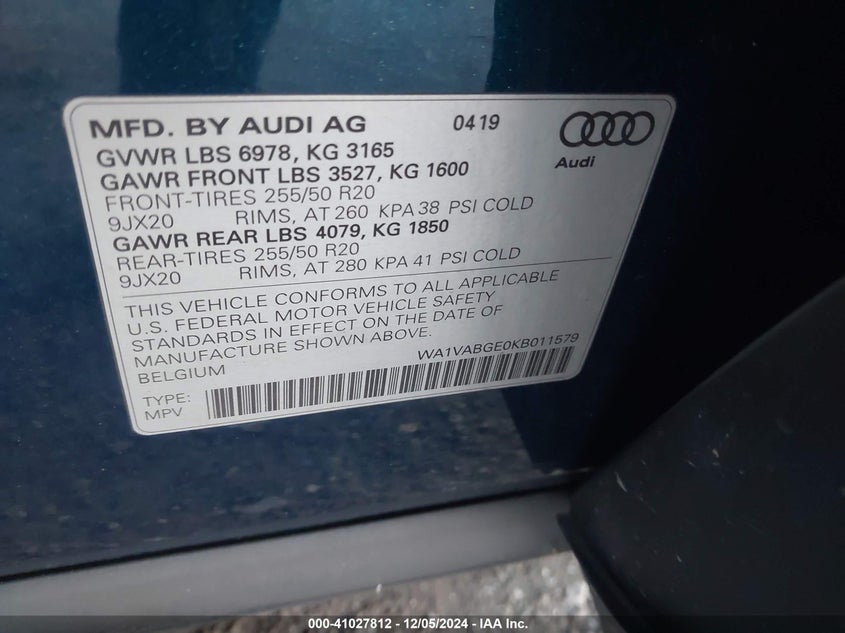 MFD. BY AUDI AG 0419
Audi
GVWR LBS 6978, KG 3165
GAWR FRONT LBS 3527, KG 1600
FRONT-TIRES 255/50 R20
9JX20 RIMS, AT 260 KPA 38 PSI COLD
GAWR REAR LBS 4079, KG 1850
REAR-TIRES 255/50 R20
9JX20 RIMS, AT 280 KPA 41 PSI COLD
THIS VEHICLE CONFORMS TO ALL APPLICABLE
U.S. FEDERAL MOTOR VEHICLE SAFETY
STANDARDS IN EFFECT ON THE DATE OF
MANUFACTURE SHOWN ABOVE.
BELGIUM WA1VABGE0KB011579
TYPE:
MPV
000-41027812 - 12/05/2024 - IAA Inc.